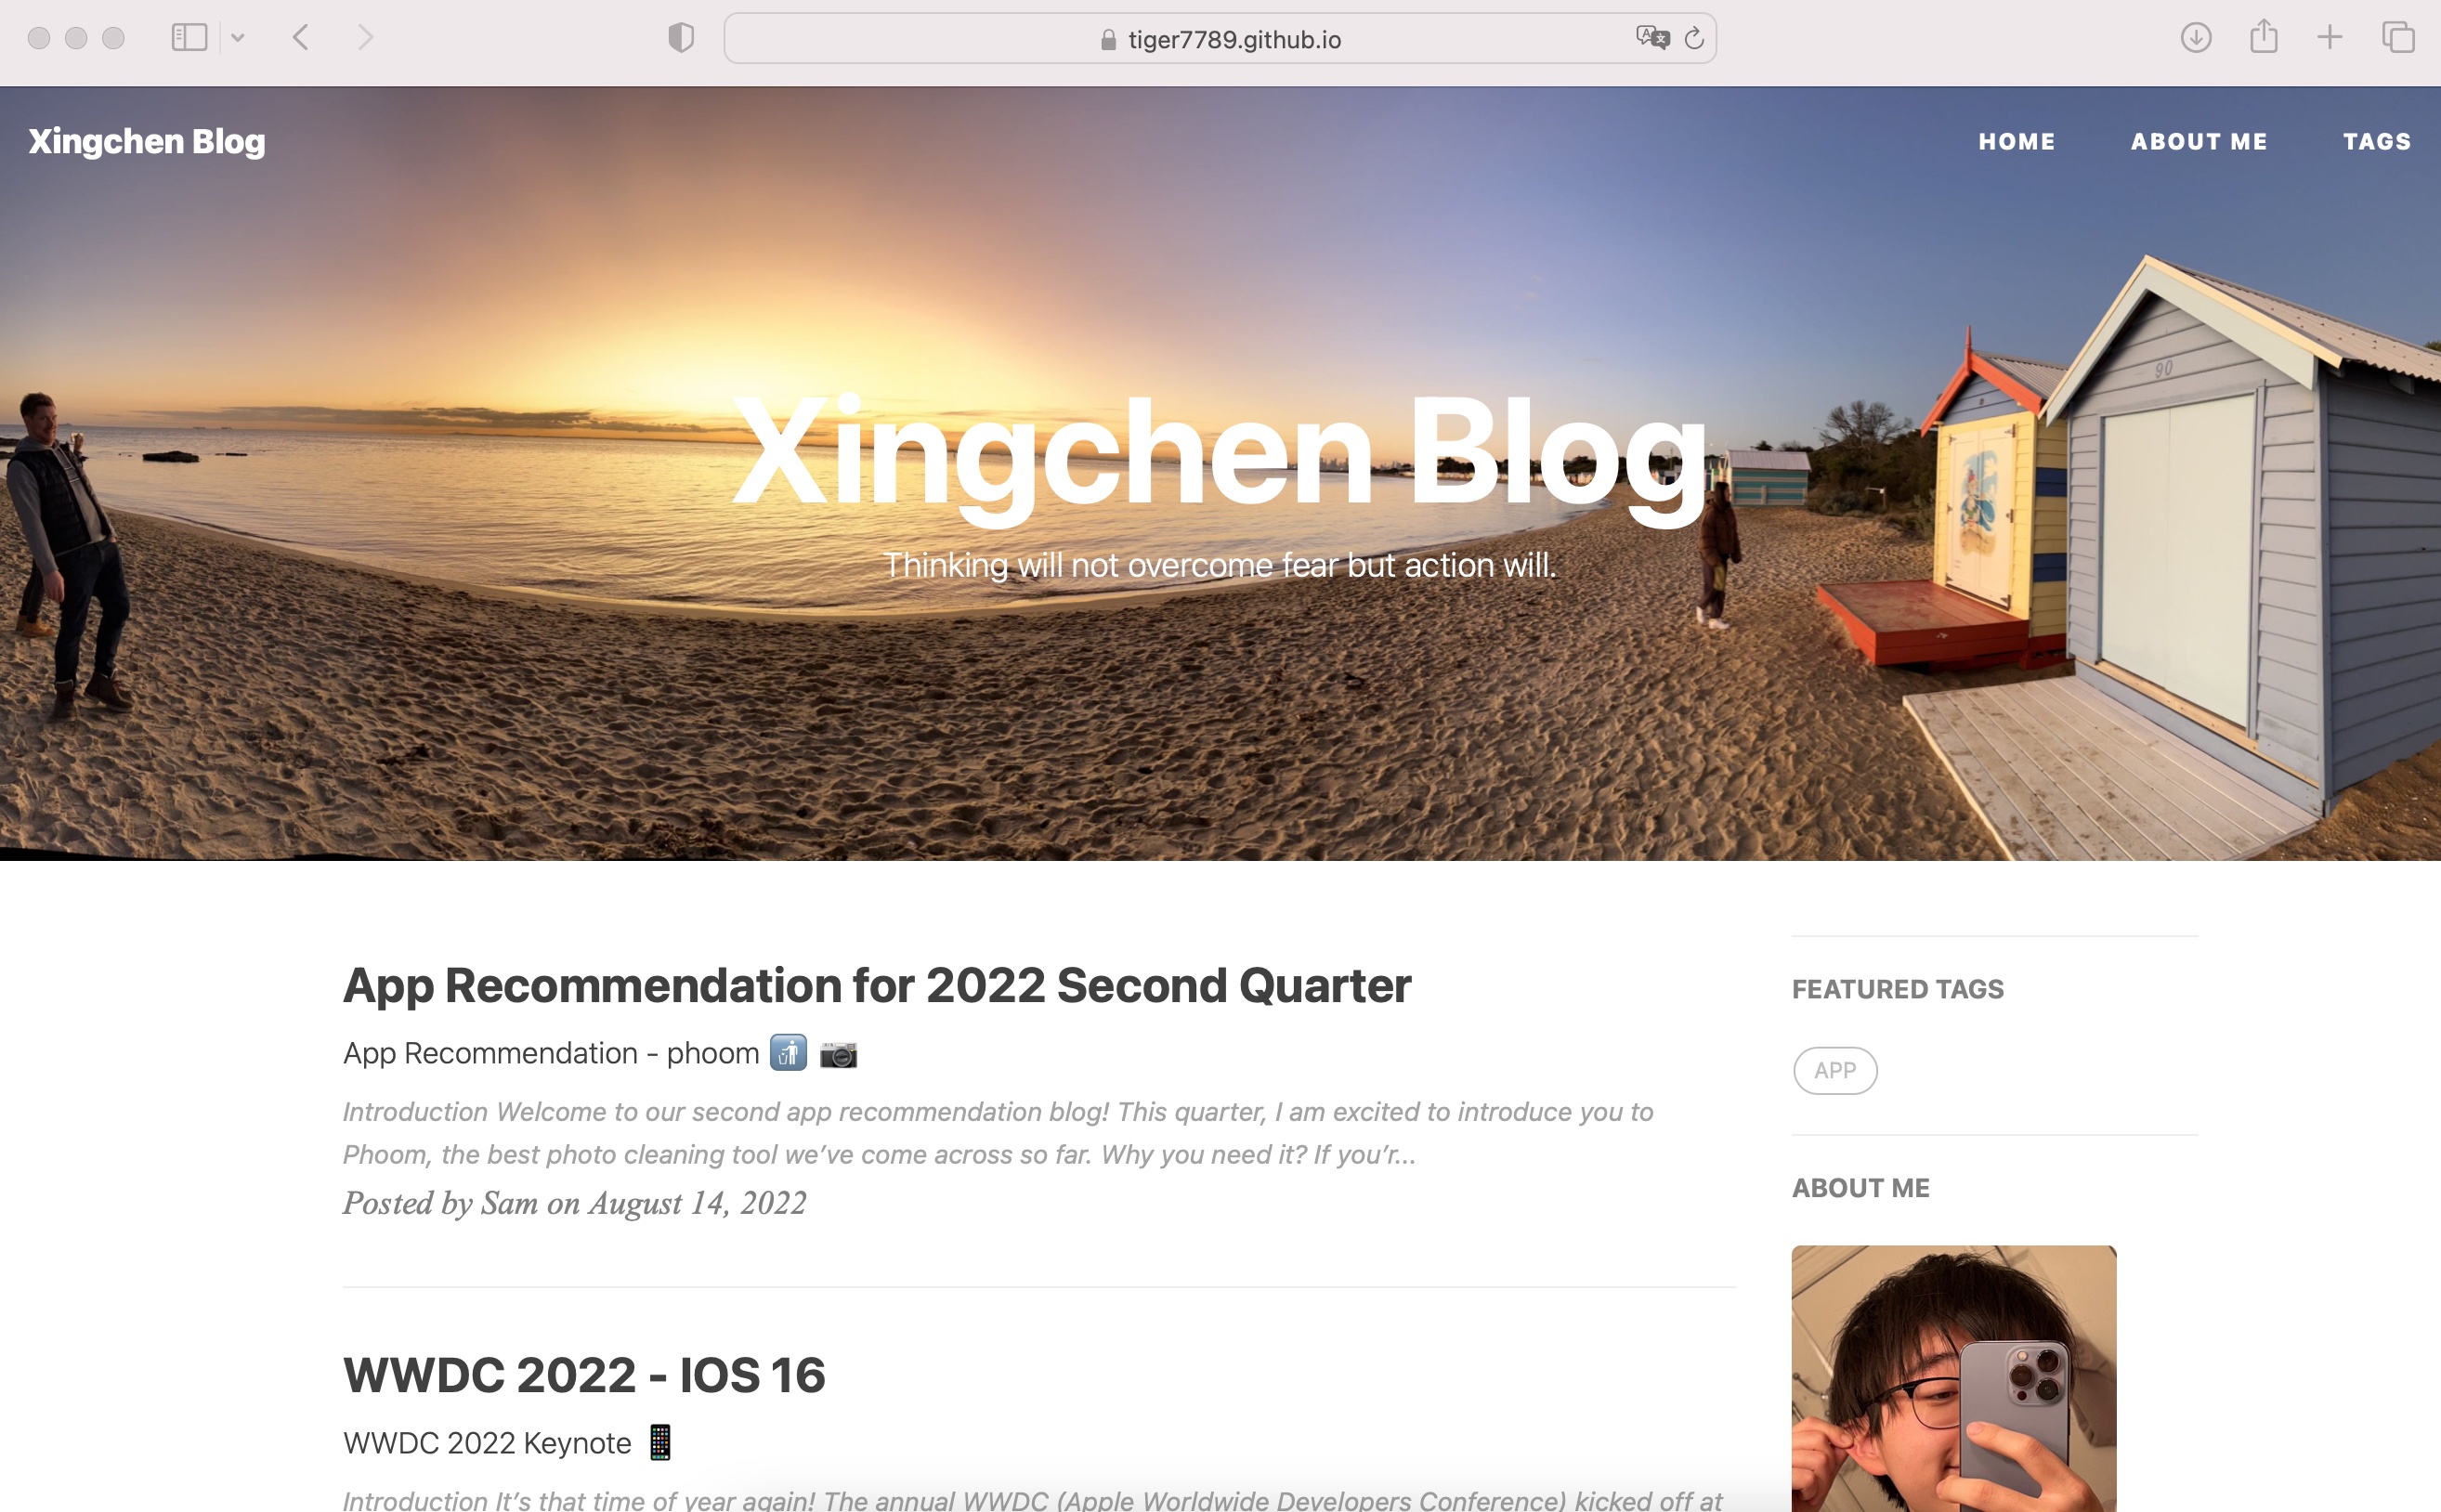 tiger7789.github.io
Xingchen Blog
HOME
ABOUT ME
TAGS
90
Xingchen Blog
Thinking will not overcome fear but action will.
App Recommendation for 2022 Second Quarter
App Recommendation - phoom 🚮 📷
Introduction Welcome to our second app recommendation blog! This quarter, I am excited to introduce you to
Phoom, the best photo cleaning tool we’ve come across so far. Why you need it? If you’r...
Posted by Sam on August 14, 2022
WWDC 2022 - IOS 16
WWDC 2022 Keynote 📱
Introduction It’s that time of year again! The annual WWDC (Apple Worldwide Developers Conference) kicked off at
FEATURED TAGS
APP
ABOUT ME